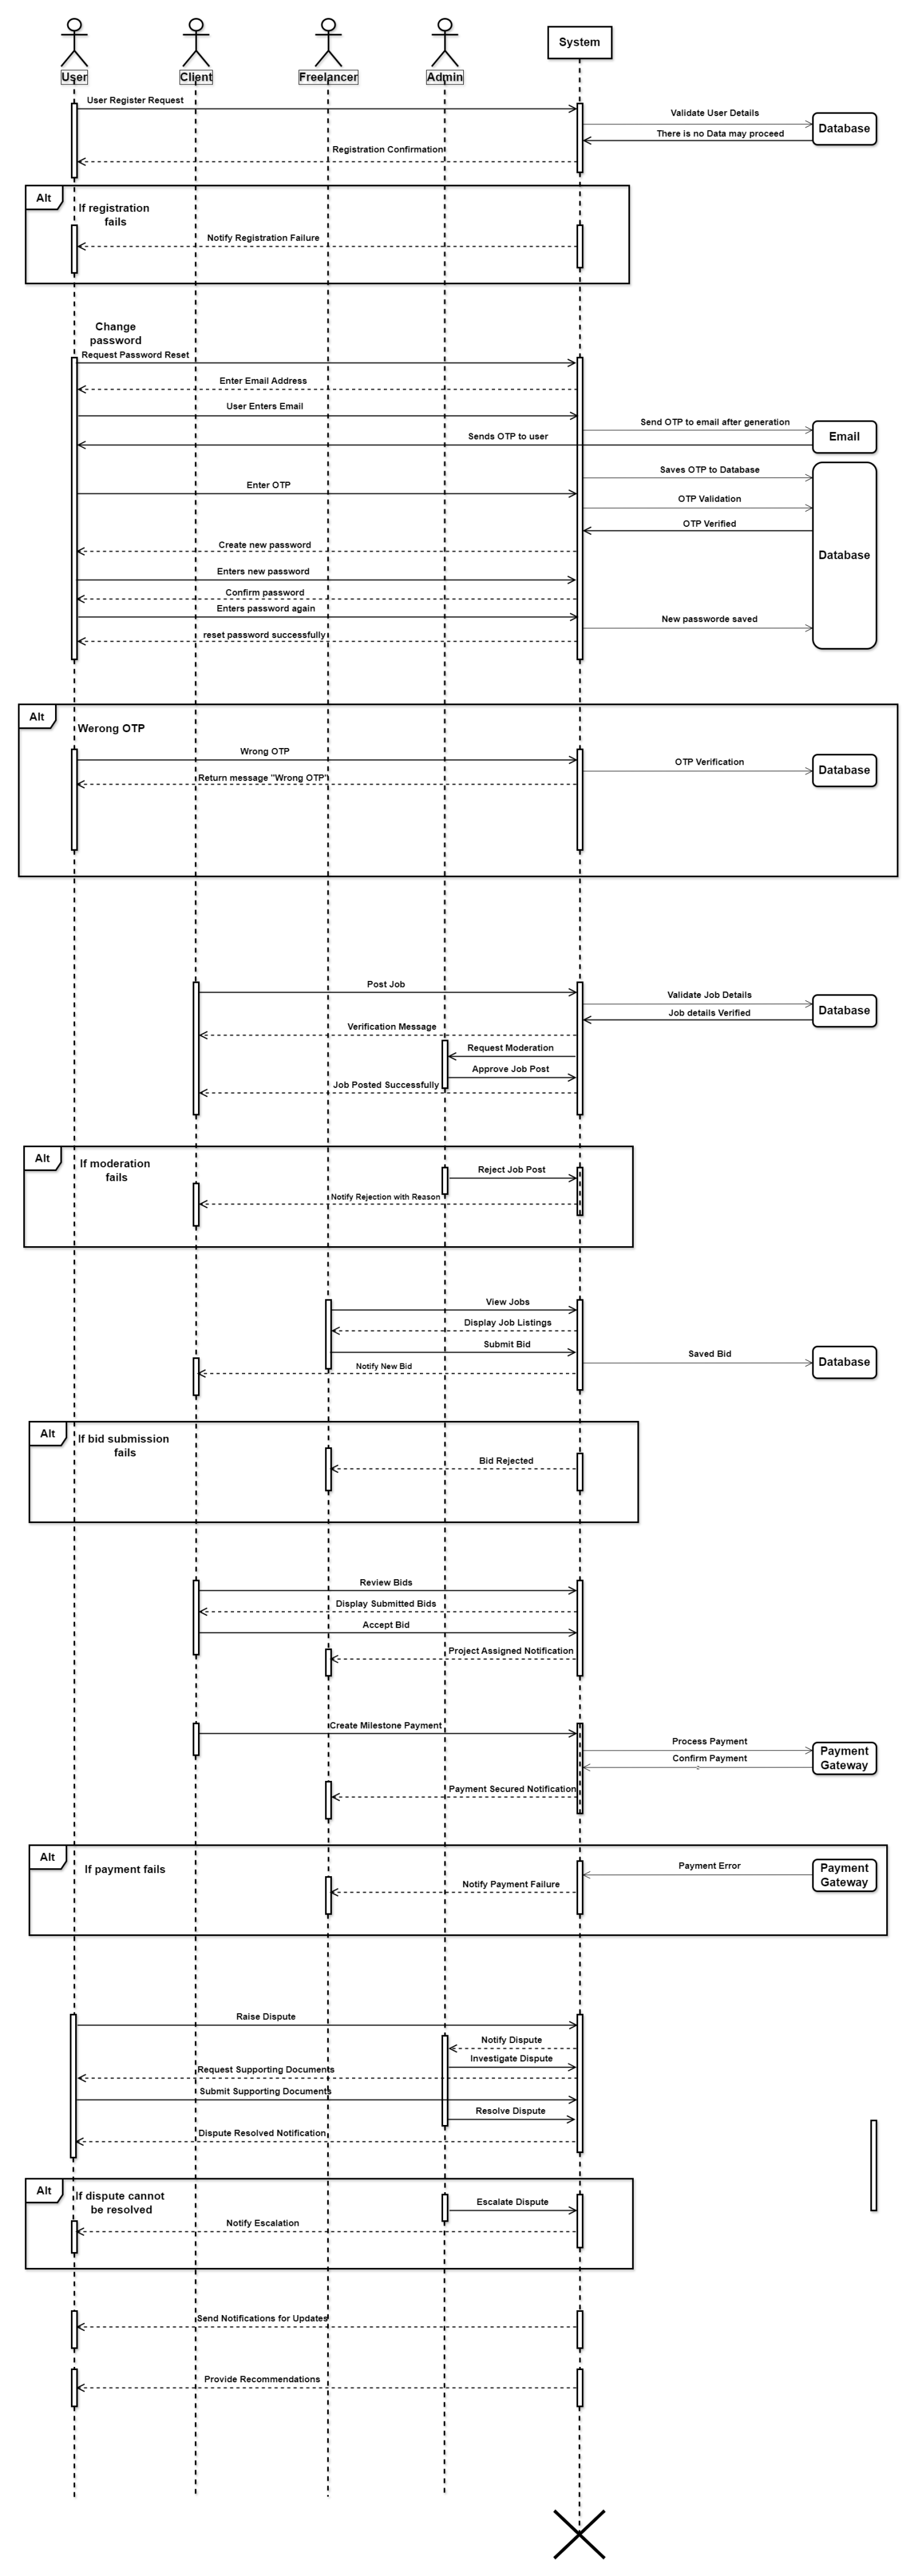 User
Client
Freelancer
Admin
System
User Register Request
Validate User Details
Database
There is no Data may proceed
Registration Confirmation
Alt
If registration
fails
Notify Registration Failure
Change
password
Request Password Reset
Enter Email Address
User Enters Email
Send OTP to email after generation
Email
Sends OTP to user
Saves OTP to Database
Enter OTP
OTP Validation
OTP Verified
Create new password
Database
Enters new password
Confirm password
Enters password again
New passworde saved
reset password successfully
Alt
Werong OTP
Wrong OTP
OTP Verification
Database
Return message "Wrong OTP"
Post Job
Validate Job Details
Database
Job details Verified
Verification Message
Request Moderation
Approve Job Post
Job Posted Successfully
Alt
If moderation
fails
Reject Job Post
Notify Rejection with Reason
View Jobs
Display Job Listings
Submit Bid
Saved Bid
Database
Notify New Bid
Alt
If bid submission
fails
Bid Rejected
Review Bids
Display Submitted Bids
Accept Bid
Project Assigned Notification
Create Milestone Payment
Process Payment
Payment
Gateway
Confirm Payment
Payment Secured Notification
Alt
If payment fails
Payment Error
Payment
Gateway
Notify Payment Failure
Raise Dispute
Notify Dispute
Investigate Dispute
Request Supporting Documents
Submit Supporting Documents
Resolve Dispute
Dispute Resolved Notification
Alt
If dispute cannot
be resolved
Escalate Dispute
Notify Escalation
Send Notifications for Updates
Provide Recommendations